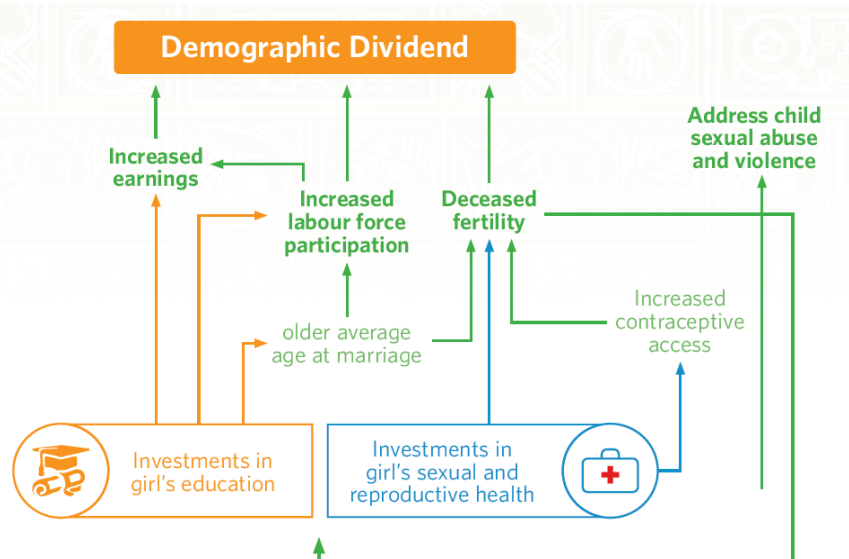 Demographic Dividend
Address child
sexual abuse
and violence
Increased
earnings
Increased
labour force
participation
Deceased
fertility
Increased
contraceptive
access
older average
age at marriage
Investments in
girl's education
Investments in
girl's sexual and
reproductive health